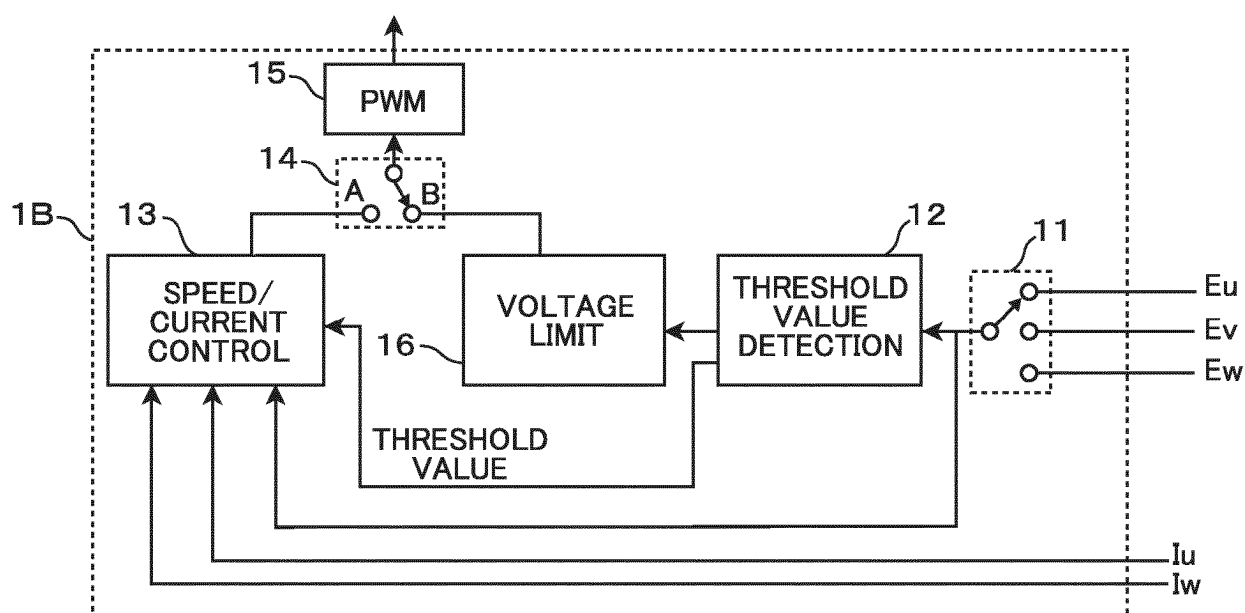 15
PWM
14
A
B
1B
13
12
11
SPEED/
CURRENT
CONTROL
VOLTAGE
LIMIT
16
THRESHOLD
VALUE
DETECTION
Eu
Ev
Ew
THRESHOLD
VALUE
Iu
Iw